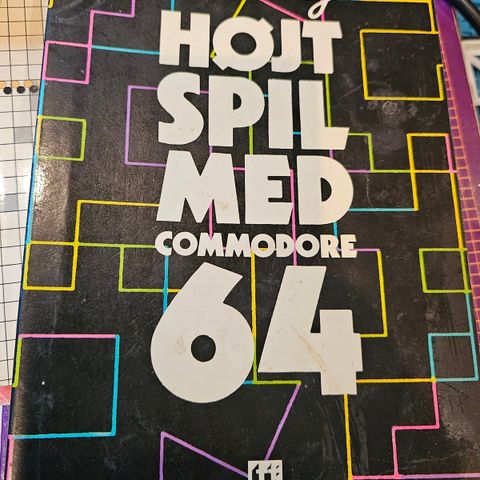 HØJT
SPIL
MED
COMMODORE
64